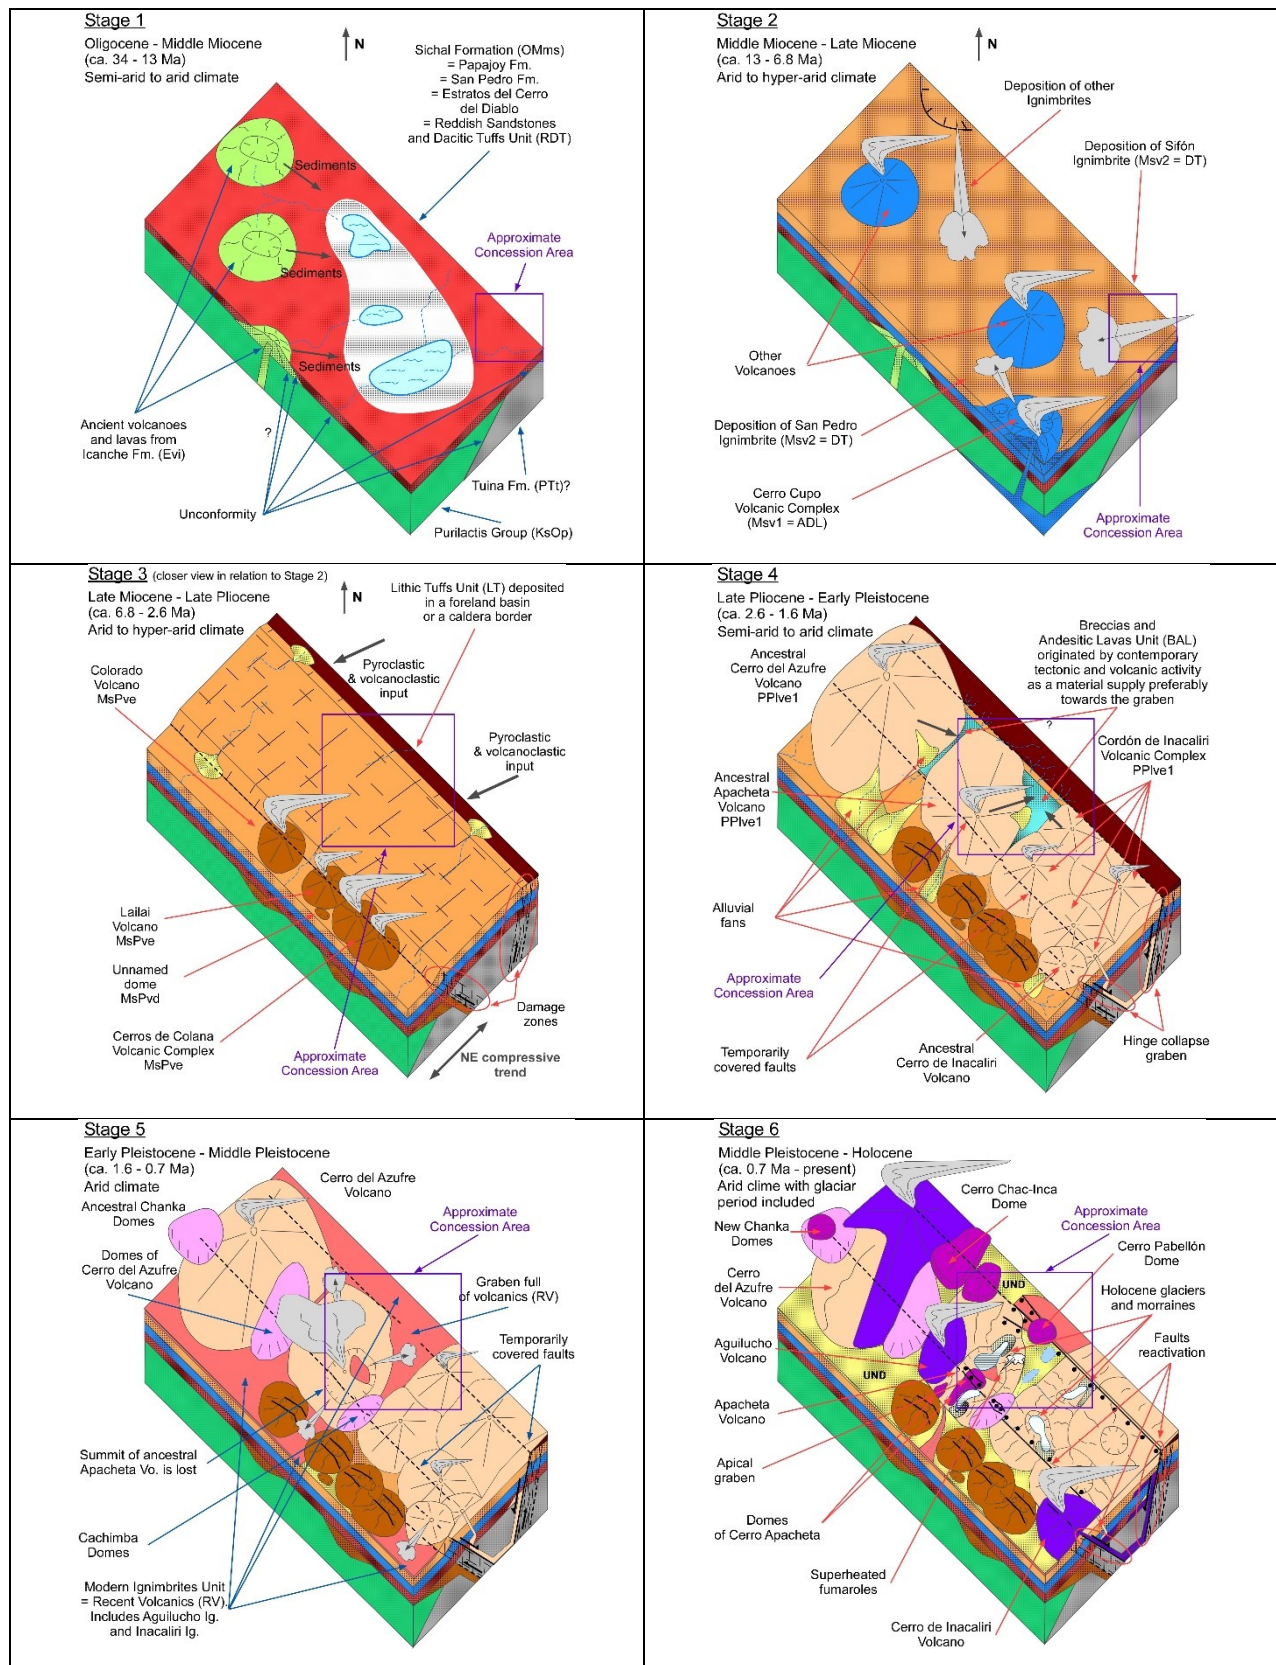 Stage 1
Oligocene - Middle Miocene
(ca. 34 - 13 Ma)
Semi-arid to arid climate
N
Sichal Formation (OMms)
= Papajoy Fm.
= San Pedro Fm.
= Estratos del Cerro
del Diablo
= Reddish Sandstones
and Dacitic Tuffs Unit (RDT)
Sediments
Sediments
Sediments
Approximate
Concession Area
Ancient volcanoes
and lavas from
Icanche Fm. (Evi)
?
Unconformity
Tuina Fm. (PTt)?
Purilactis Group (KsOp)
Stage 2
Middle Miocene - Late Miocene
(ca. 13 - 6.8 Ma)
Arid to hyper-arid climate
N
Deposition of other
Ignimbrites
Deposition of Sifón
Ignimbrite (Msv2 = DT)
Other
Volcanoes
Deposition of San Pedro
Ignimbrite (Msv2 = DT)
Cerro Cupo
Volcanic Complex
(Msv1 = ADL)
Approximate
Concession Area
Stage 3 (closer view in relation to Stage 2)
Late Miocene - Late Pliocene
(ca. 6.8 - 2.6 Ma)
Arid to hyper-arid climate
N
Lithic Tuffs Unit (LT) deposited
in a foreland basin
or a caldera border
Pyroclastic
& volcanoclastic
input
Colorado
Volcano
MsPve
Pyroclastic
& volcanoclastic
input
Lailai
Volcano
MsPve
Unnamed
dome
MsPvd
Cerros de Colana
Volcanic Complex
MsPve
Approximate
Concession Area
Damage
zones
NE compressive
trend
Stage 4
Late Pliocene - Early Pleistocene
(ca. 2.6 - 1.6 Ma)
Semi-arid to arid climate
Ancestral
Cerro del Azufre
Volcano
PPlve1
Breccias and
Andesitic Lavas Unit (BAL)
originated by contemporary
tectonic and volcanic activity
as a material supply preferably
towards the graben
?
Cordón de Inacaliri
Volcanic Complex
PPlve1
Ancestral
Apacheta
Volcano
PPlve1
Alluvial
fans
Approximate
Concession Area
Temporarily
covered faults
Ancestral
Cerro de Inacaliri
Volcano
Hinge collapse
graben
Stage 5
Early Pleistocene - Middle Pleistocene
(ca. 1.6 - 0.7 Ma)
Arid climate
Cerro del Azufre
Volcano
Ancestral Chanka
Domes
Approximate
Concession Area
Domes of
Cerro del Azufre
Volcano
Graben full
of volcanics (RV)
Temporarily
covered faults
Summit of ancestral
Apacheta Vo. is lost
Cachimba
Domes
Modern Ignimbrites Unit
= Recent Volcanics (RV).
Includes Aguilucho Ig.
and Inacaliri Ig.
Stage 6
Middle Pleistocene - Holocene
(ca. 0.7 Ma - present)
Arid clime with glaciar
period included
Cerro Chac-Inca
Dome
Approximate
Concession Area
New Chanka
Domes
Cerro Pabellón
Dome
Cerro
del Azufre
Volcano
UND
Holocene glaciers
and morraines
Aguilucho
Volcano
Faults
reactivation
UND
Apacheta
Volcano
Apical
graben
Domes
of Cerro Apacheta
Superheated
fumaroles
Cerro de Inacaliri
Volcano